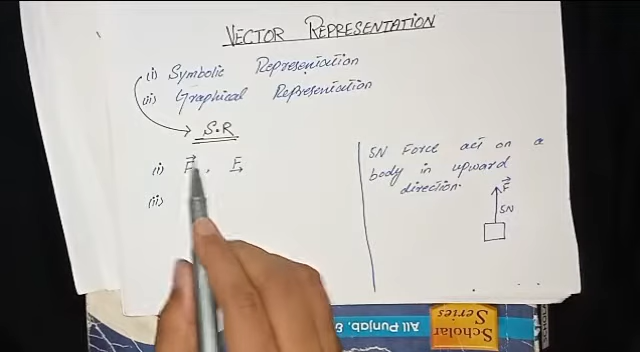 VECTOR REPRESENTATION
(i) Symbolic Representation
(ii) Graphical Representation
S.R
(i) F⃗ , F
(ii)
5N Force act on a
body in upward
direction.
F⃗
5N
Scholar
Series
All Punjab.